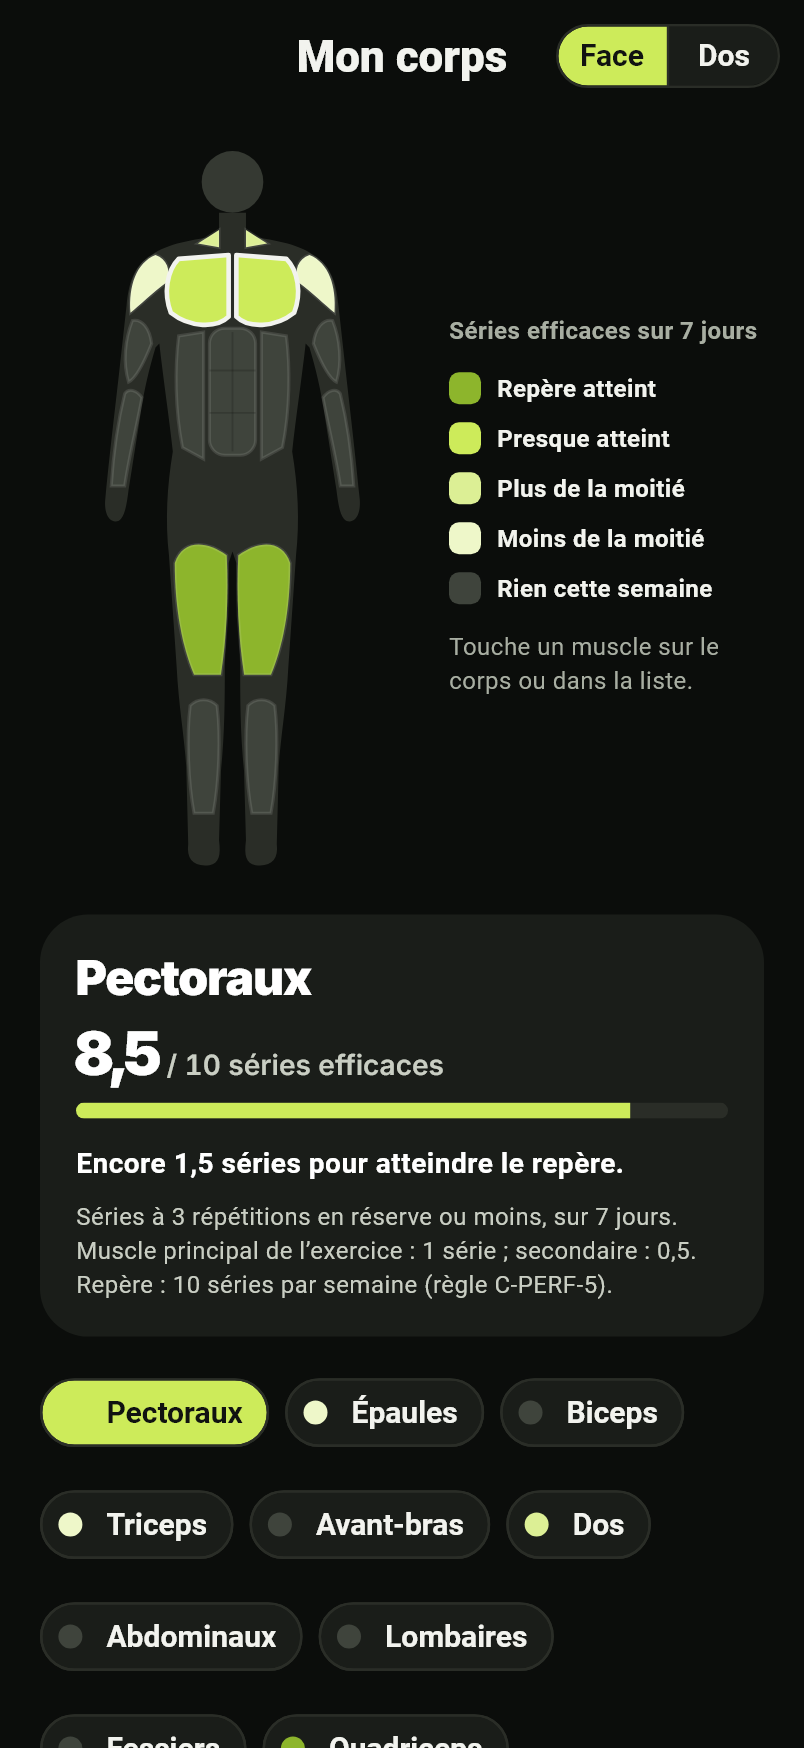 Mon corps
Face
Dos
Séries efficaces sur 7 jours
Repère atteint
Presque atteint
Plus de la moitié
Moins de la moitié
Rien cette semaine
Touche un muscle sur le
corps ou dans la liste.
Pectoraux
8,5 / 10 séries efficaces
Encore 1,5 séries pour atteindre le repère.
Séries à 3 répétitions en réserve ou moins, sur 7 jours.
Muscle principal de l’exercice : 1 série ; secondaire : 0,5.
Repère : 10 séries par semaine (règle C-PERF-5).
Pectoraux
Épaules
Biceps
Triceps
Avant-bras
Dos
Abdominaux
Lombaires
Fessiers
Quadriceps